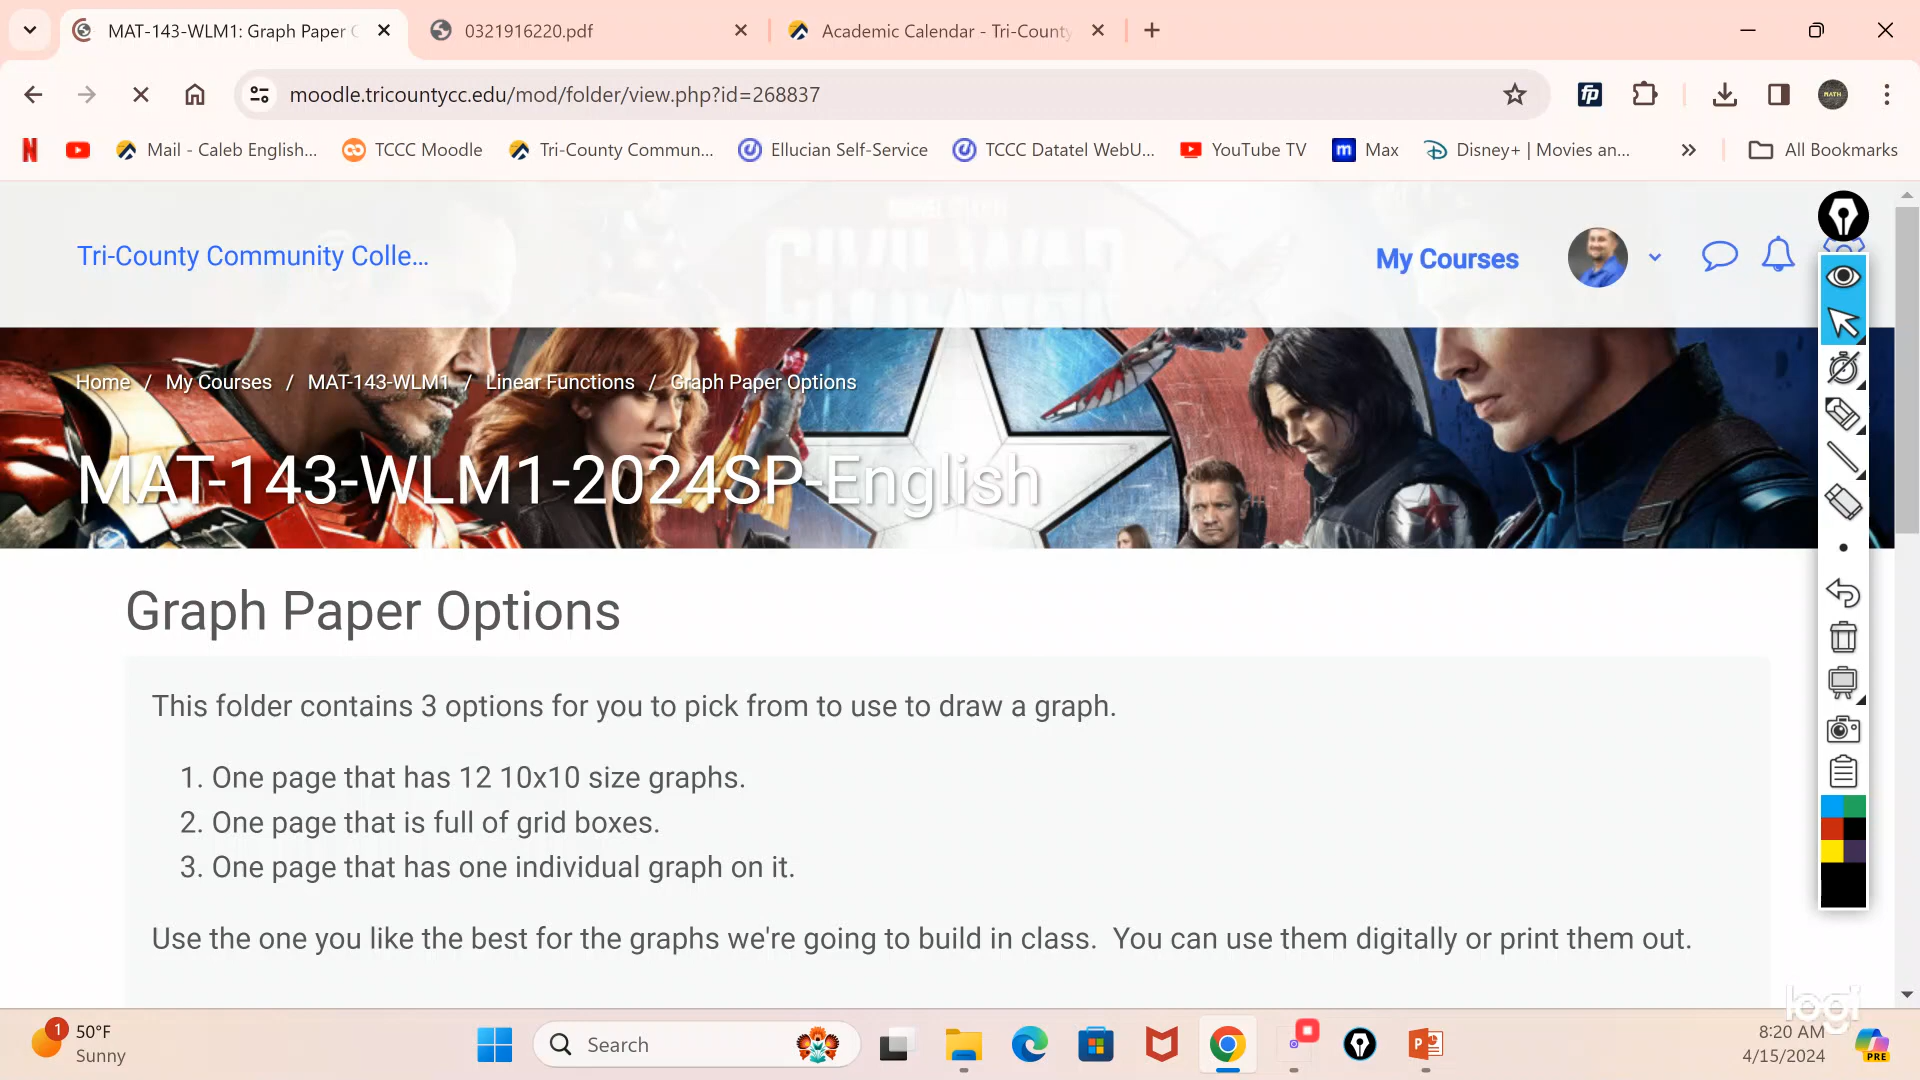 MAT-143-WLM1: Graph Paper
0321916220.pdf
Academic Calendar - Tri-County
moodle.tricountycc.edu/mod/folder/view.php?id=268837
Mail - Caleb English...
TCCC Moodle
Tri-County Commun...
Ellucian Self-Service
TCCC Datatel WebU...
YouTube TV
m
Max
Disney+ | Movies an...
All Bookmarks
Tri-County Community Colle...
CIVIL WAR
My Courses
Home / My Courses / MAT-143-WLM1 / Linear Functions / Graph Paper Options
MAT-143-WLM1-2024SP-English
Graph Paper Options
This folder contains 3 options for you to pick from to use to draw a graph.
1. One page that has 12 10x10 size graphs.
2. One page that is full of grid boxes.
3. One page that has one individual graph on it.
Use the one you like the best for the graphs we're going to build in class. You can use them digitally or print them out.
logi
1
50°F
Sunny
Search
8:20 AM
4/15/2024
PRE